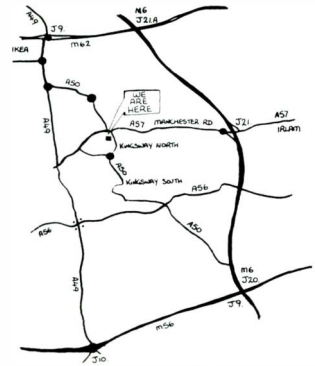 A49
J9.
M62
IKEA
M6
J21A
A50
WE
ARE
HERE
A57
MANCHESTER RD
J21
A57
IRLAM
KINGSWAY NORTH
A49
A50
KINGSWAY SOUTH
A56
A56
A50
A49
M6
J20
J9.
M56
J10